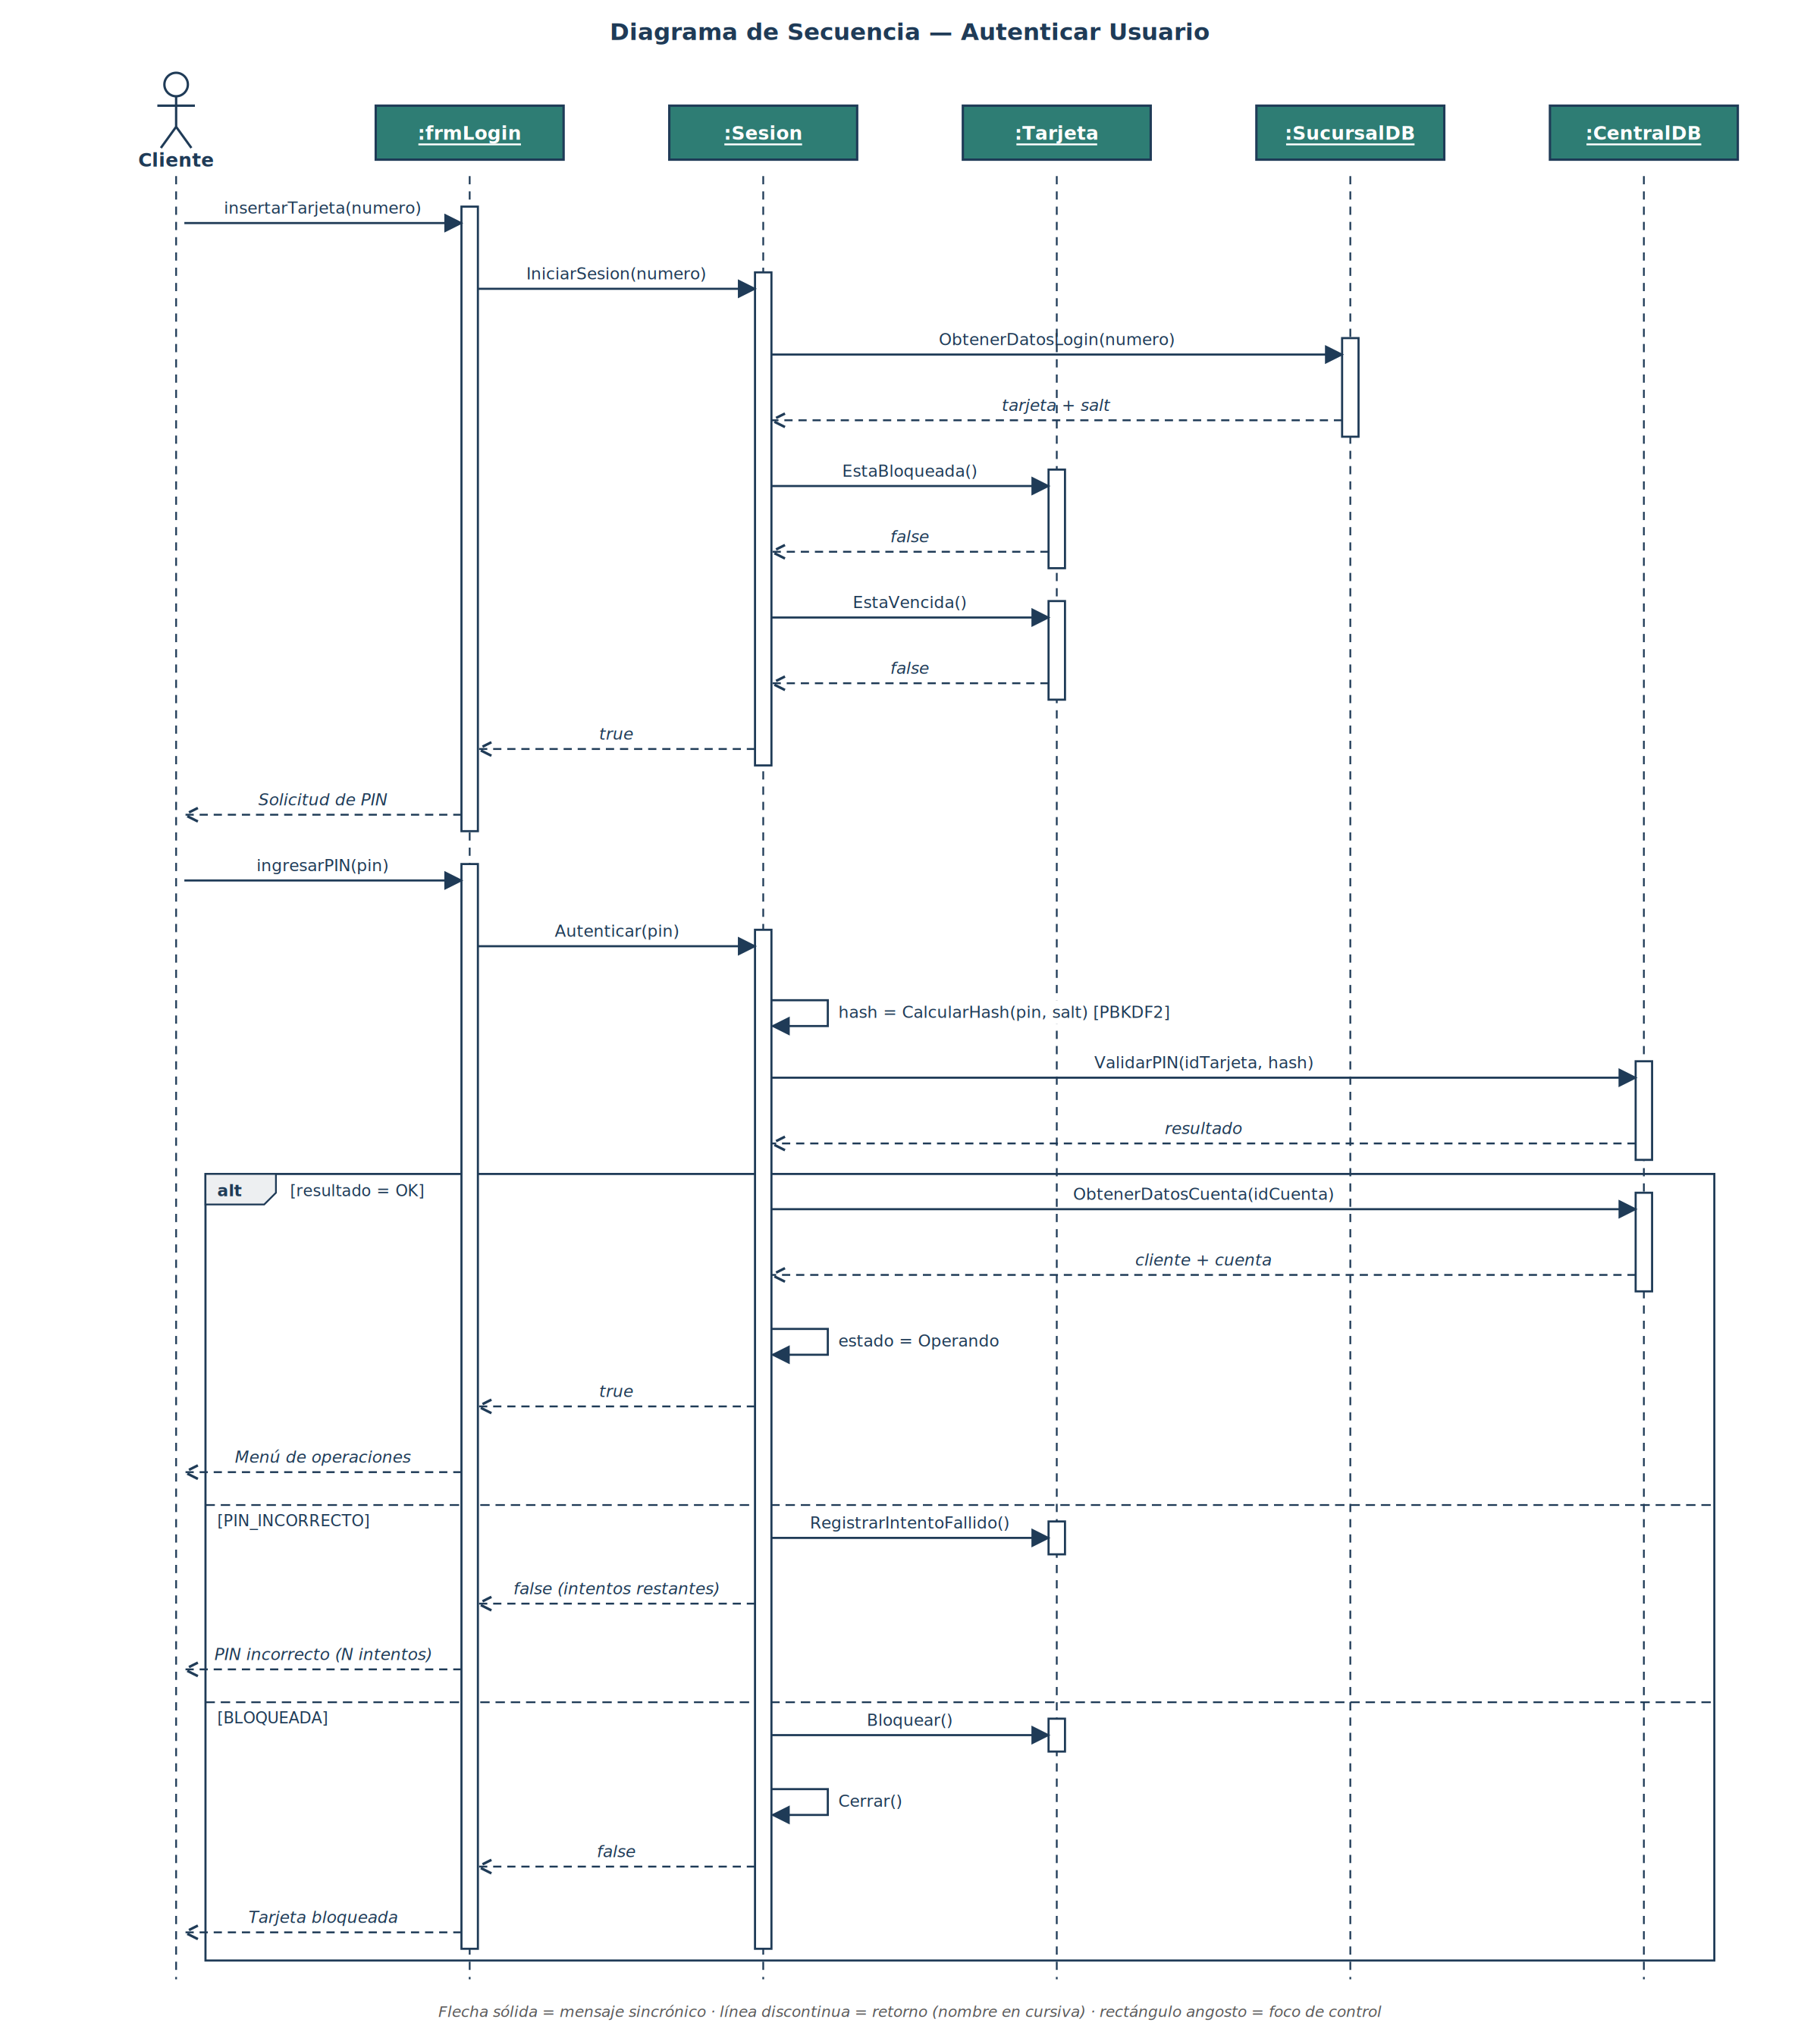 Diagrama de Secuencia — Autenticar Usuario
Cliente
:frmLogin
:Sesion
:Tarjeta
:SucursalDB
:CentralDB
insertarTarjeta(numero)
IniciarSesion(numero)
ObtenerDatosLogin(numero)
tarjeta + salt
EstaBloqueada()
false
EstaVencida()
false
true
Solicitud de PIN
ingresarPIN(pin)
Autenticar(pin)
hash = CalcularHash(pin, salt) [PBKDF2]
ValidarPIN(idTarjeta, hash)
resultado
alt [resultado = OK]
ObtenerDatosCuenta(idCuenta)
cliente + cuenta
estado = Operando
true
Menú de operaciones
[PIN_INCORRECTO]
RegistrarIntentoFallido()
false (intentos restantes)
PIN incorrecto (N intentos)
[BLOQUEADA]
Bloquear()
Cerrar()
false
Tarjeta bloqueada
Flecha sólida = mensaje sincrónico · línea discontinua = retorno (nombre en cursiva) · rectángulo angosto = foco de control